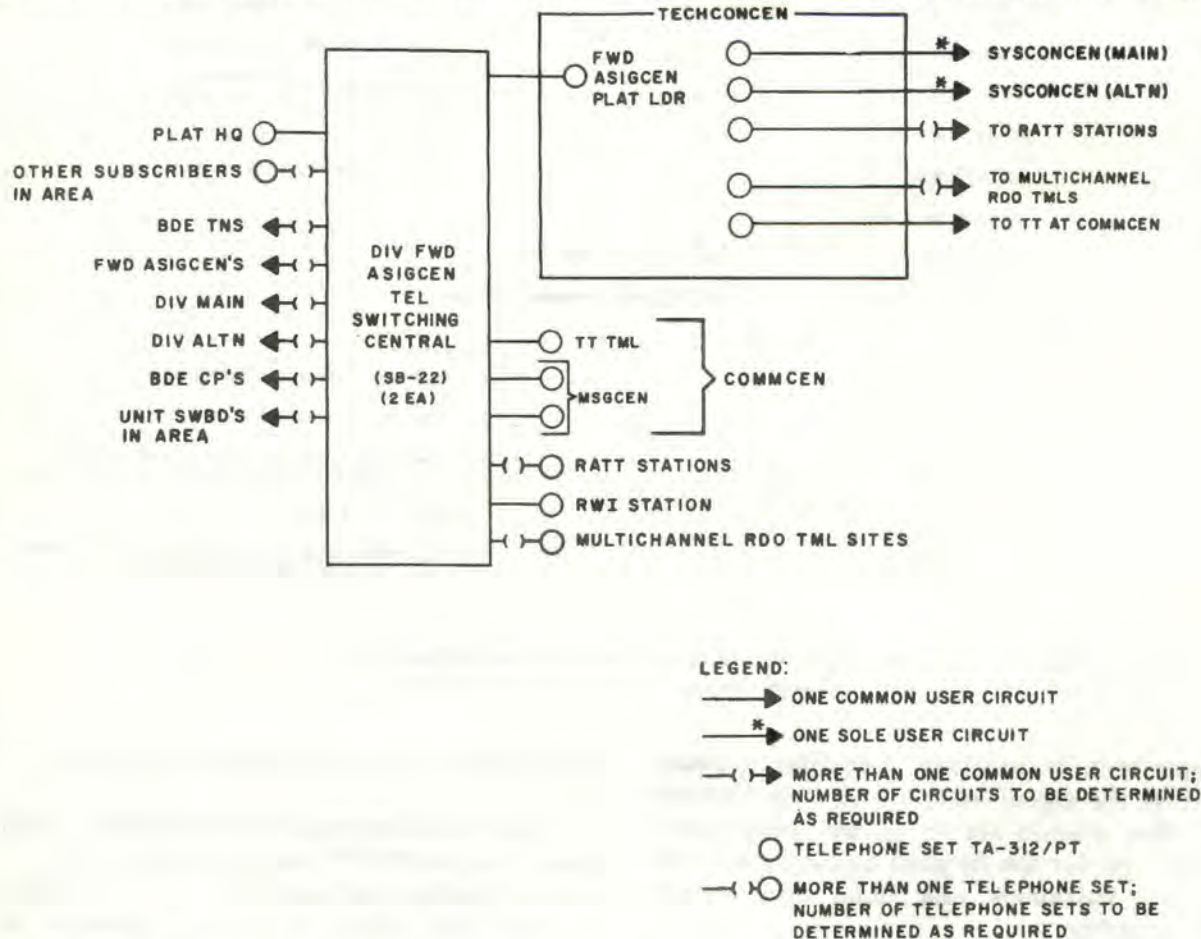 TECHCONCEN
FWD
ASIGCEN
PLAT LDR
* SYSCONCEN (MAIN)
* SYSCONCEN (ALTN)
( ) TO RATT STATIONS
( ) TO MULTICHANNEL
RDO TMLS
TO TT AT COMMCEN
PLAT HQ
OTHER SUBSCRIBERS ( )
IN AREA
BDE TNS ( )
FWD ASIGCEN'S ( )
DIV MAIN ( )
DIV ALTN ( )
BDE CP'S ( )
UNIT SWBD'S ( )
IN AREA
DIV FWD
ASIGCEN
TEL
SWITCHING
CENTRAL
(SB-22)
(2 EA)
TT TML
MSGCEN
COMMCEN
( ) RATT STATIONS
RWI STATION
( ) MULTICHANNEL RDO TML SITES
LEGEND:
ONE COMMON USER CIRCUIT
* ONE SOLE USER CIRCUIT
( ) MORE THAN ONE COMMON USER CIRCUIT;
NUMBER OF CIRCUITS TO BE DETERMINED
AS REQUIRED
TELEPHONE SET TA-312/PT
( ) MORE THAN ONE TELEPHONE SET;
NUMBER OF TELEPHONE SETS TO BE
DETERMINED AS REQUIRED